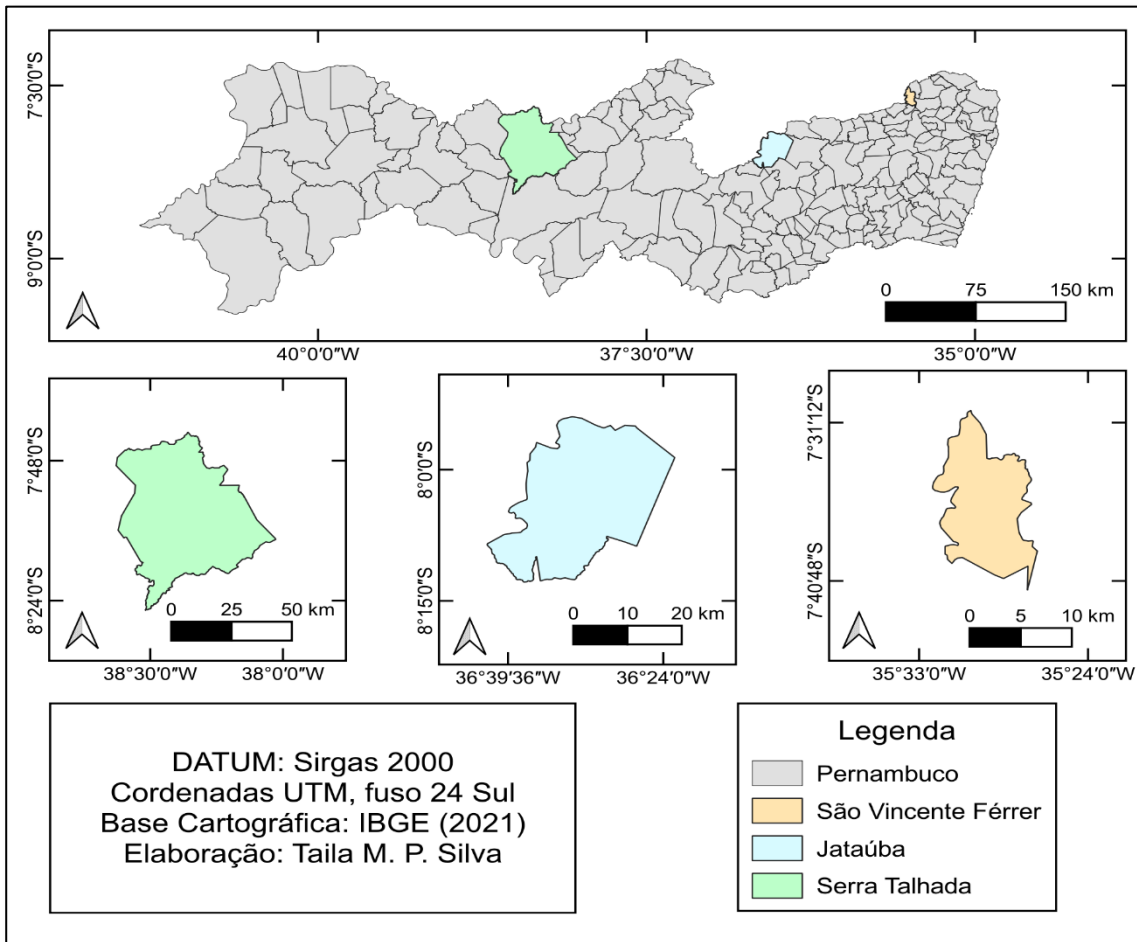 7°30'0"S
9°0'0"S
0 75 150 km
40°0'0"W 37°30'0"W 35°0'0"W
7°48'0"S
8°24'0"S
0 25 50 km
38°30'0"W 38°0'0"W
8°0'0"S
8°15'0"S
0 10 20 km
36°39'36"W 36°24'0"W
7°31'12"S
7°40'48"S
0 5 10 km
35°33'0"W 35°24'0"W
DATUM: Sirgas 2000
Cordenadas UTM, fuso 24 Sul
Base Cartográfica: IBGE (2021)
Elaboração: Taila M. P. Silva
Legenda
Pernambuco
São Vincente Férrer
Jataúba
Serra Talhada